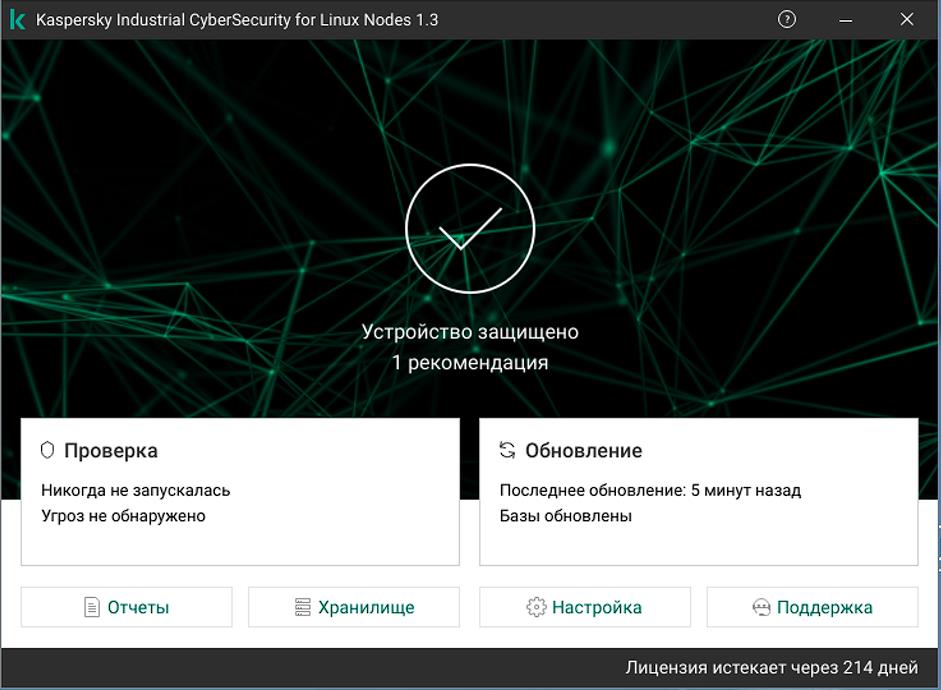 Kaspersky Industrial CyberSecurity for Linux Nodes 1.3
Устройство защищено
1 рекомендация
Проверка
Никогда не запускалась
Угроз не обнаружено
Обновление
Последнее обновление: 5 минут назад
Базы обновлены
Отчеты
Хранилище
Настройка
Поддержка
Лицензия истекает через 214 дней